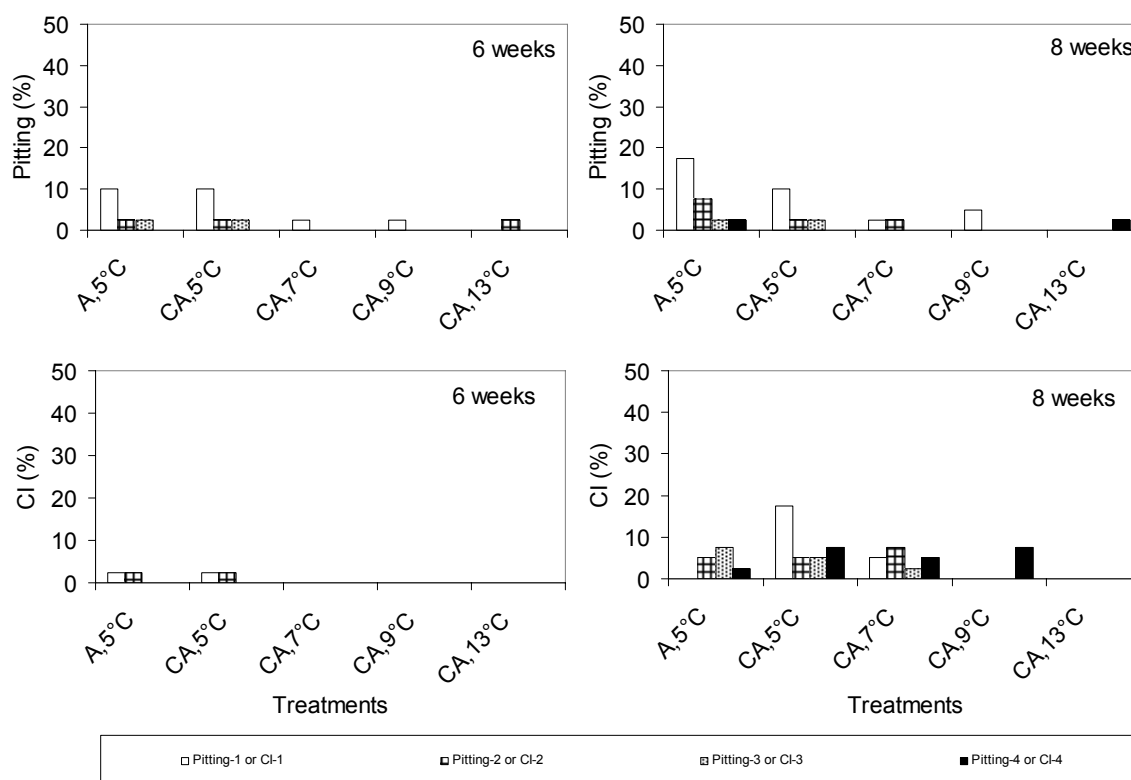 6 weeks
Pitting (%)
50
40
30
20
10
0
A,5°C
CA,5°C
CA,7°C
CA,9°C
CA,13°C
8 weeks
Pitting (%)
50
40
30
20
10
0
A,5°C
CA,5°C
CA,7°C
CA,9°C
CA,13°C
6 weeks
CI (%)
50
40
30
20
10
0
A,5°C
CA,5°C
CA,7°C
CA,9°C
CA,13°C
Treatments
8 weeks
CI (%)
50
40
30
20
10
0
A,5°C
CA,5°C
CA,7°C
CA,9°C
CA,13°C
Treatments
Pitting-1 or CI-1
Pitting-2 or CI-2
Pitting-3 or CI-3
Pitting-4 or CI-4